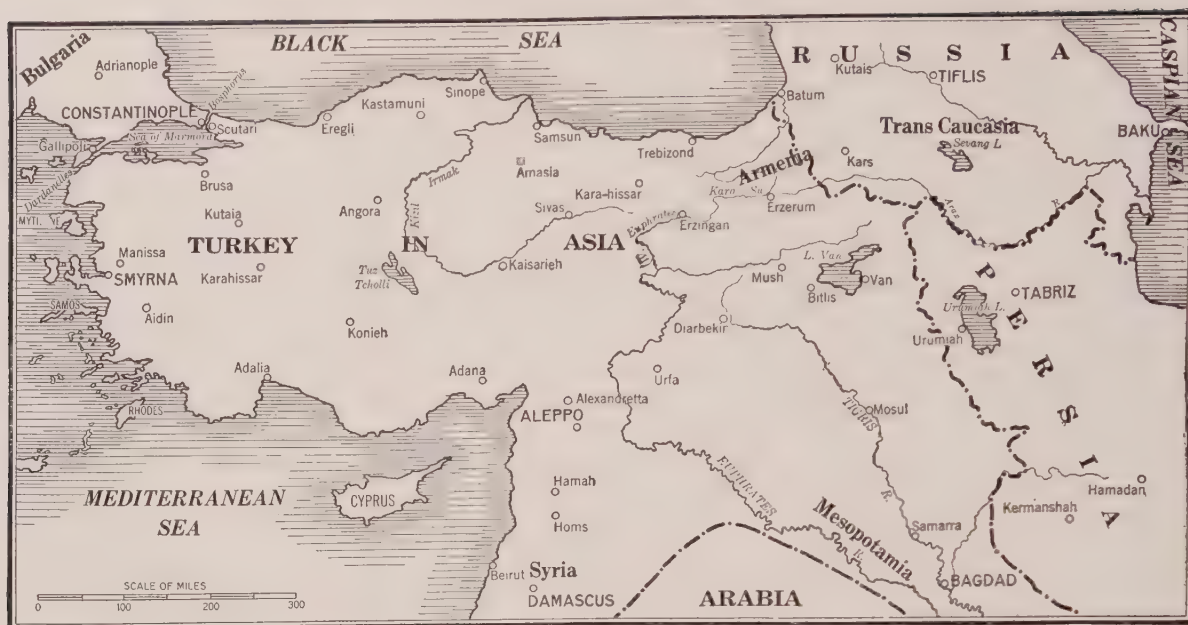 BLACK SEA
RUSSIA
CASPIAN SEA
Bulgaria
Adrianople
Kutais
TIFLIS
Sinope
Kastamuni
Batum
CONSTANTINOPLE
Bosphorus
Scutari
Eregli
Samsun
Trans Caucasia
BAKU
Gallipoli
Sea of Marmora
Trebizond
Sevang L
Kars
Dardanelles
Brusa
Irmak
Amasia
Armenia
Kara-hissar
Kara Su
Erzerum
Aras
R
Angora
Sivas
MYTI
Kutaia
Kizil
Euphrates
Erzingan
Manissa
TURKEY IN ASIA
Kaisarieh
Mush
L. Van
Van
SMYRNA
Karahissar
Tuz Tcholli
Bitlis
TABRIZ
SAMOS
Aidin
Konieh
Diarbekir
Urumiah L.
Urumiah
PERSIA
Adalia
Adana
Urfa
RHODES
Alexandretta
ALEPPO
TIGRIS
Mosul
R.
MEDITERRANEAN
SEA
CYPRUS
Hamah
EUPHRATES
Hamadan
Homs
Mesopotamia
R.
Kermanshah
Samarra
SCALE OF MILES
0 100 200 300
Beirut
Syria
DAMASCUS
ARABIA
BAGDAD